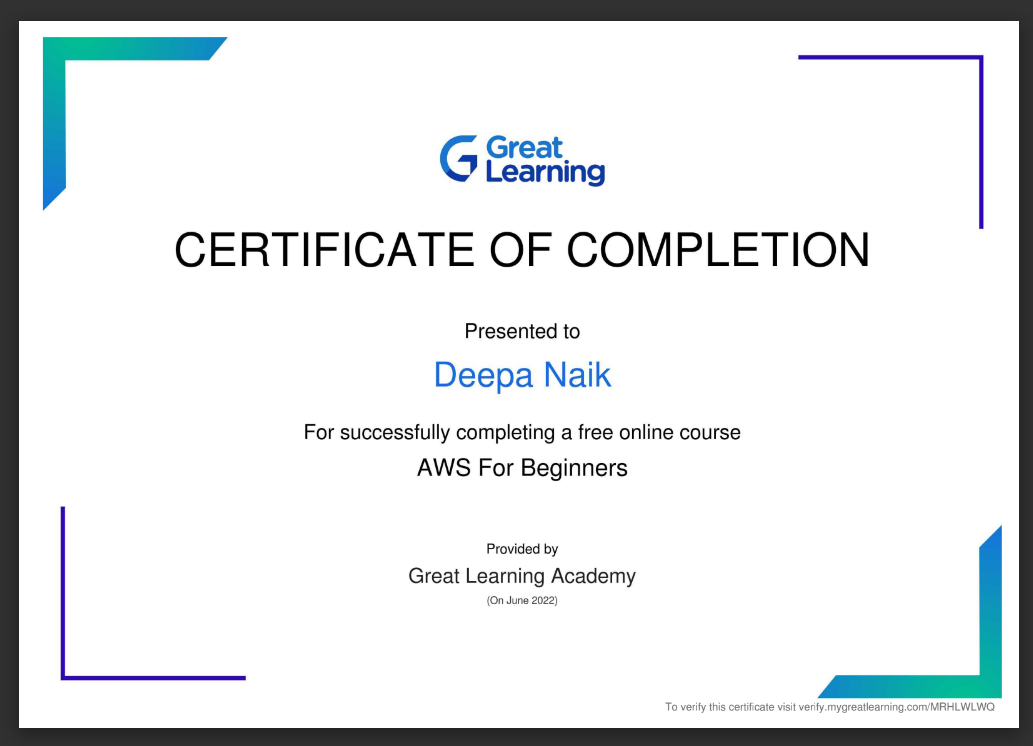 Great
Learning
CERTIFICATE OF COMPLETION
Presented to
Deepa Naik
For successfully completing a free online course
AWS For Beginners
Provided by
Great Learning Academy
(On June 2022)
To verify this certificate visit verify.mygreatlearning.com/MRHLWLWQ